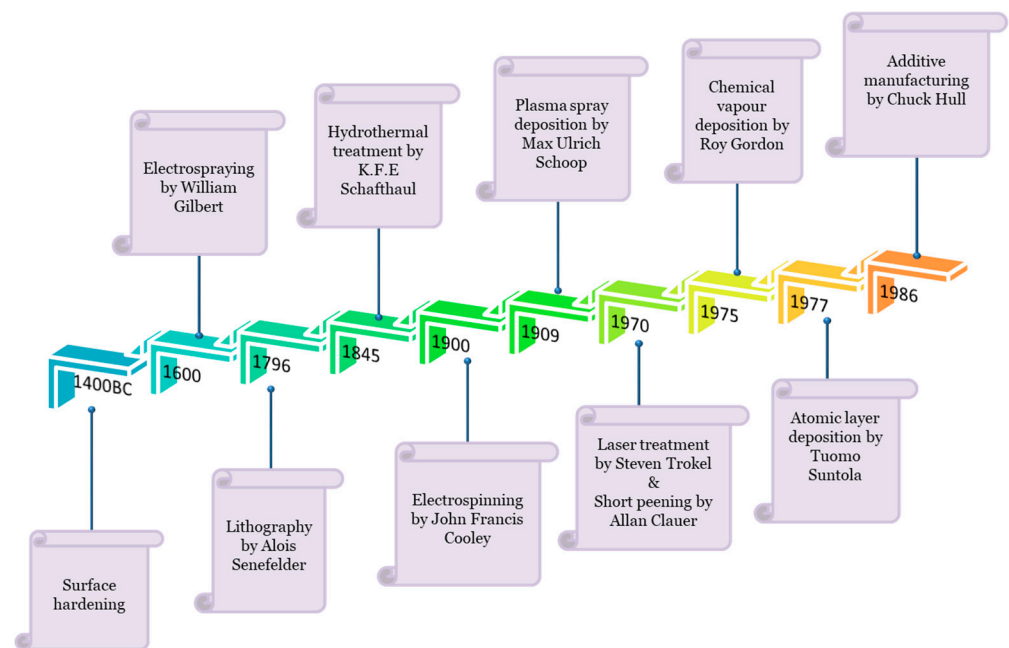 Additive
manufacturing
by Chuck Hull
Chemical
vapour
deposition by
Roy Gordon
Plasma spray
deposition by
Max Ulrich
Schoop
Hydrothermal
treatment by
K.F.E
Schafthaul
Electrospraying
by William
Gilbert
1400BC
1600
1796
1845
1900
1909
1970
1975
1977
1986
Surface
hardening
Lithography
by Alois
Senefelder
Electrospinning
by John Francis
Cooley
Laser treatment
by Steven Trokel
&
Short peening by
Allan Clauer
Atomic layer
deposition by
Tuomo
Suntola